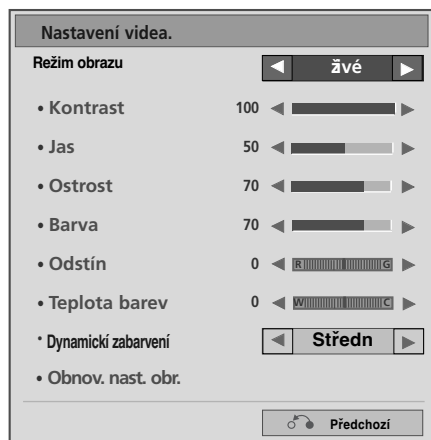 Nastavení videa.
Režim obrazu ◀ živé ▶
• Kontrast 100 ◀ ▶
• Jas 50 ◀ ▶
• Ostrost 70 ◀ ▶
• Barva 70 ◀ ▶
• Odstín 0 ◀ R G ▶
• Teplota barev 0 ◀ W C ▶
• Dynamickí zabarvení ◀ Středn ▶
• Obnov. nast. obr.
Předchozí